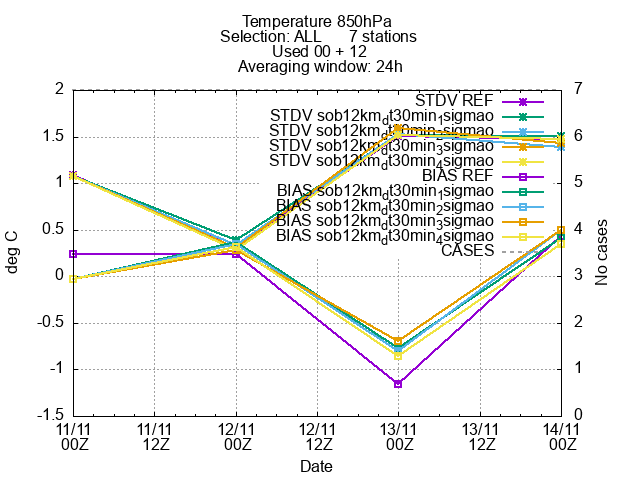 Temperature 850hPa
Selection: ALL 7 stations
Used 00 + 12
Averaging window: 24h
STDV REF
STDV sob12km_dt30min_1sigmao
STDV sob12km_dt30min_2sigmao
STDV sob12km_dt30min_3sigmao
STDV sob12km_dt30min_4sigmao
BIAS REF
BIAS sob12km_dt30min_1sigmao
BIAS sob12km_dt30min_2sigmao
BIAS sob12km_dt30min_3sigmao
BIAS sob12km_dt30min_4sigmao
CASES
deg C
2
1.5
1
0.5
0
-0.5
-1
-1.5
No cases
7
6
5
4
3
2
1
0
11/11 00Z
11/11 12Z
12/11 00Z
12/11 12Z
13/11 00Z
13/11 12Z
14/11 00Z
Date